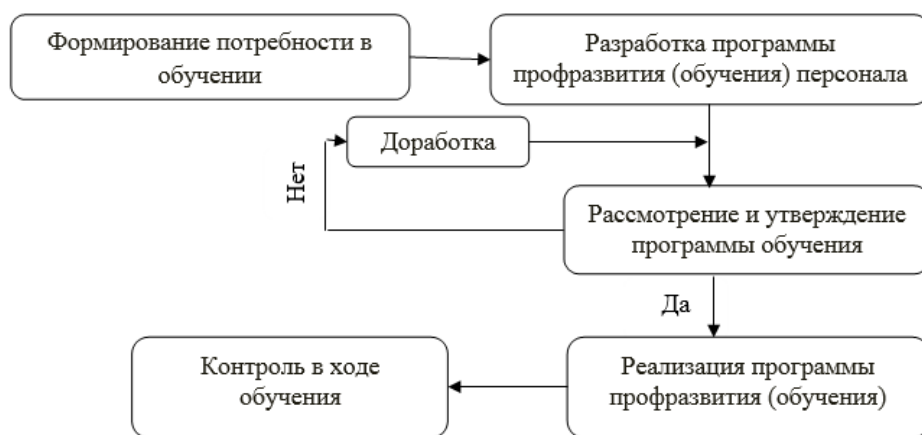 Формирование потребности в
обучении
Разработка программы
профразвития (обучения) персонала
Доработка
Нет
Рассмотрение и утверждение
программы обучения
Да
Контроль в ходе
обучения
Реализация программы
профразвития (обучения)